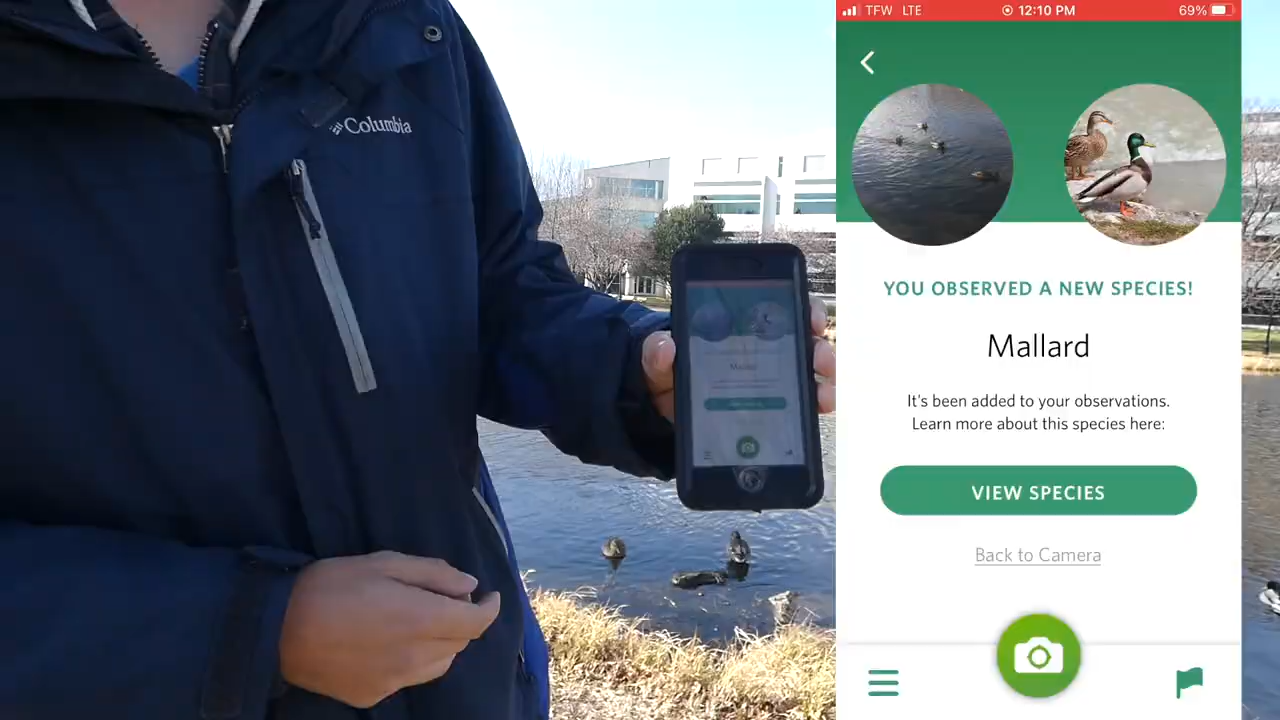 Columbia
TFW LTE 12:10 PM 69%
YOU OBSERVED A NEW SPECIES!
Mallard
It's been added to your observations.
Learn more about this species here:
VIEW SPECIES
Back to Camera
Mallard